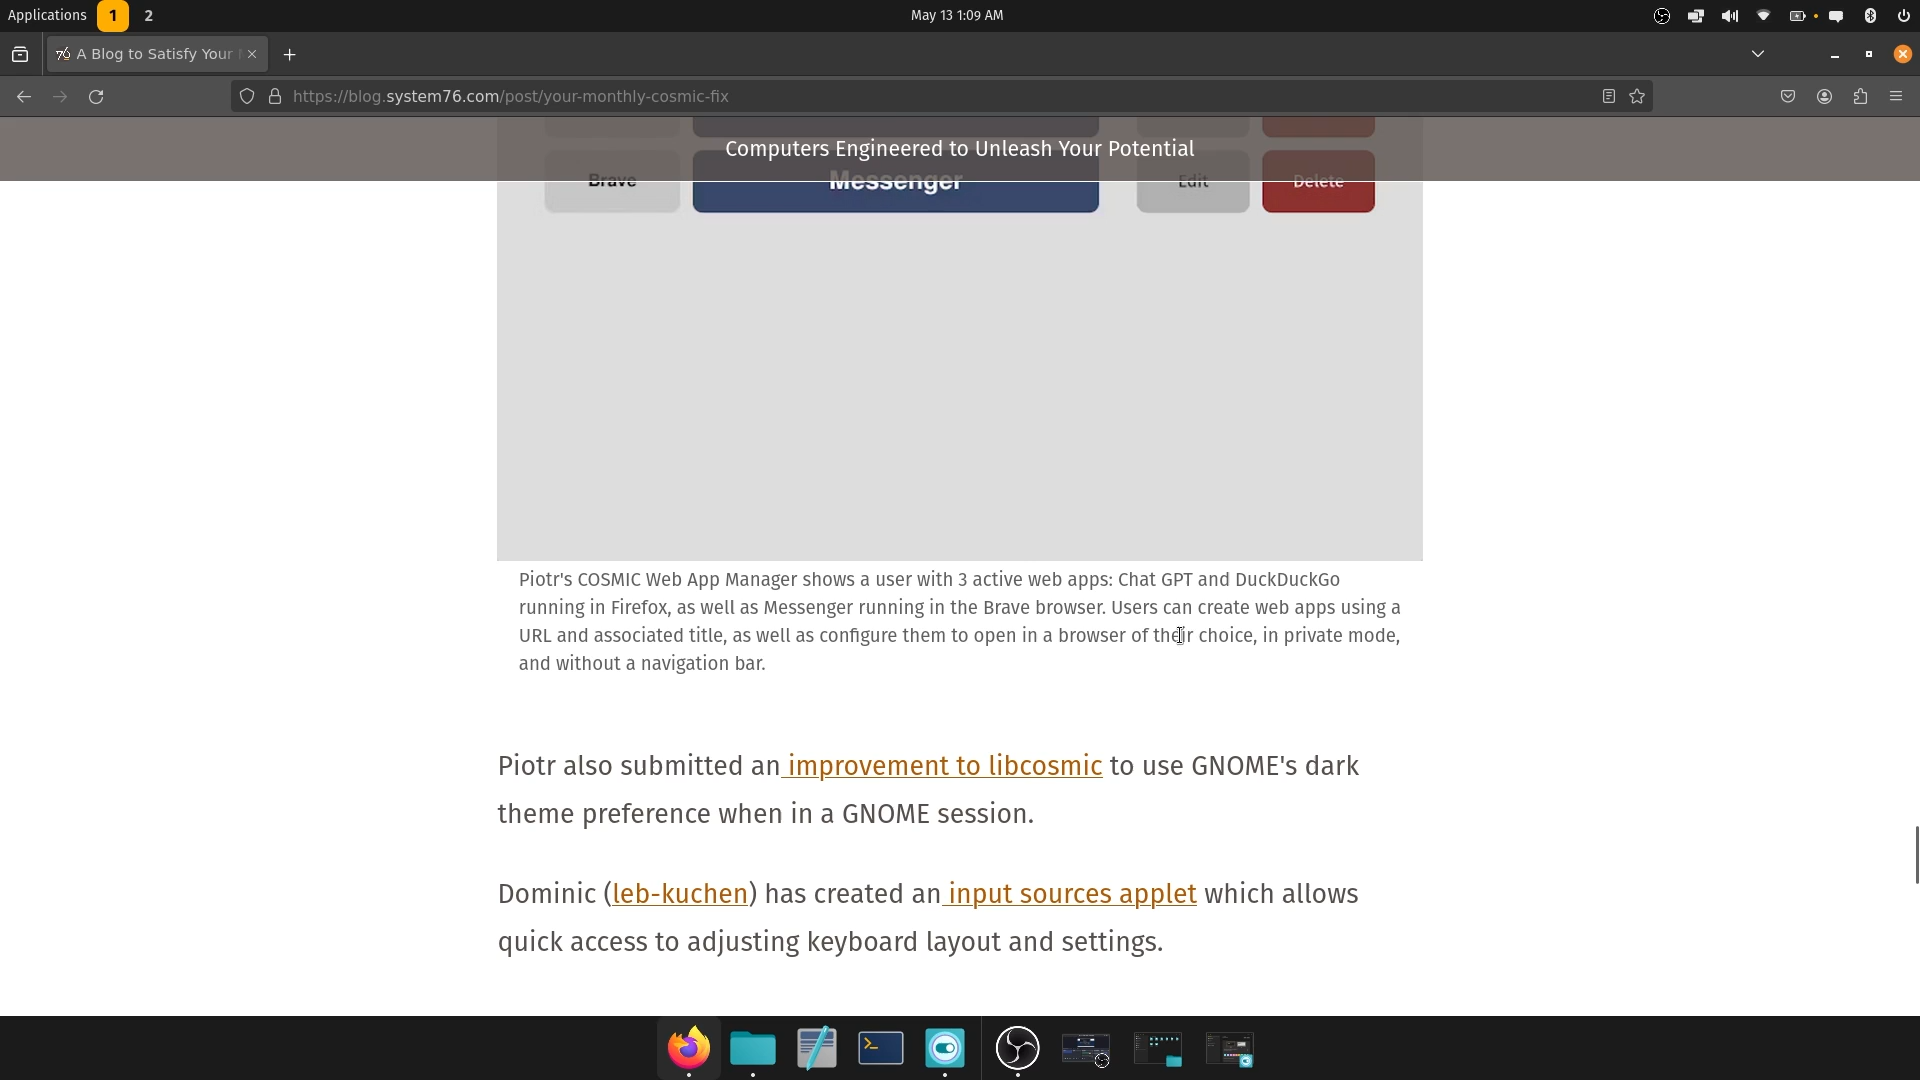 Applications 1 2 May 13 1:09 AM
A Blog to Satisfy Your
https://blog.system76.com/post/your-monthly-cosmic-fix
Computers Engineered to Unleash Your Potential
Brave Messenger Edit Delete
Piotr's COSMIC Web App Manager shows a user with 3 active web apps: Chat GPT and DuckDuckGo
running in Firefox, as well as Messenger running in the Brave browser. Users can create web apps using a
URL and associated title, as well as configure them to open in a browser of their choice, in private mode,
and without a navigation bar.
Piotr also submitted an improvement to libcosmic to use GNOME's dark
theme preference when in a GNOME session.
Dominic (leb-kuchen) has created an input sources applet which allows
quick access to adjusting keyboard layout and settings.